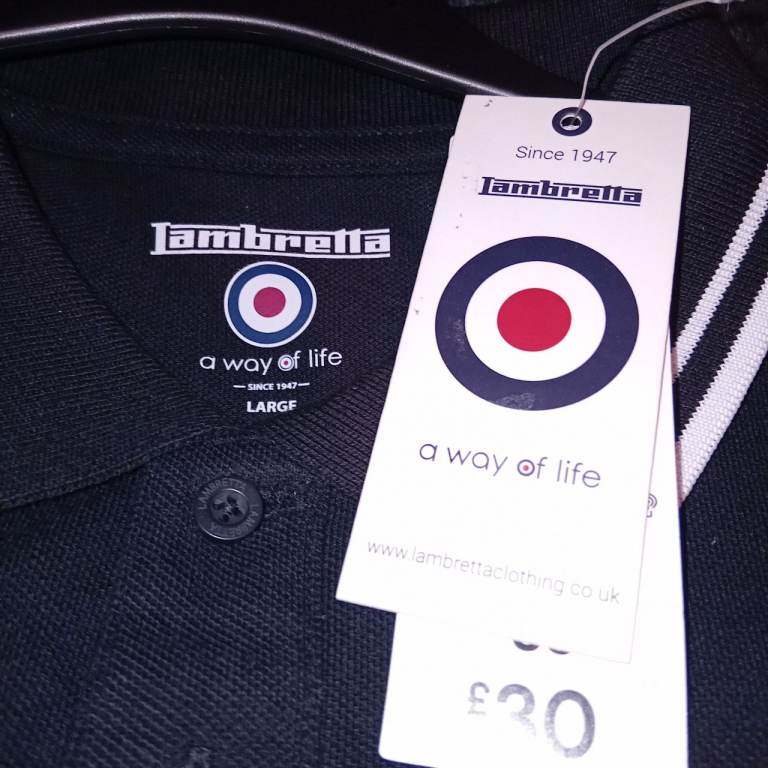 Lambretta
a way of life
SINCE 1947
LARGE
Since 1947
Lambretta
a way of life
www.lambrettaclothing.co.uk
£30